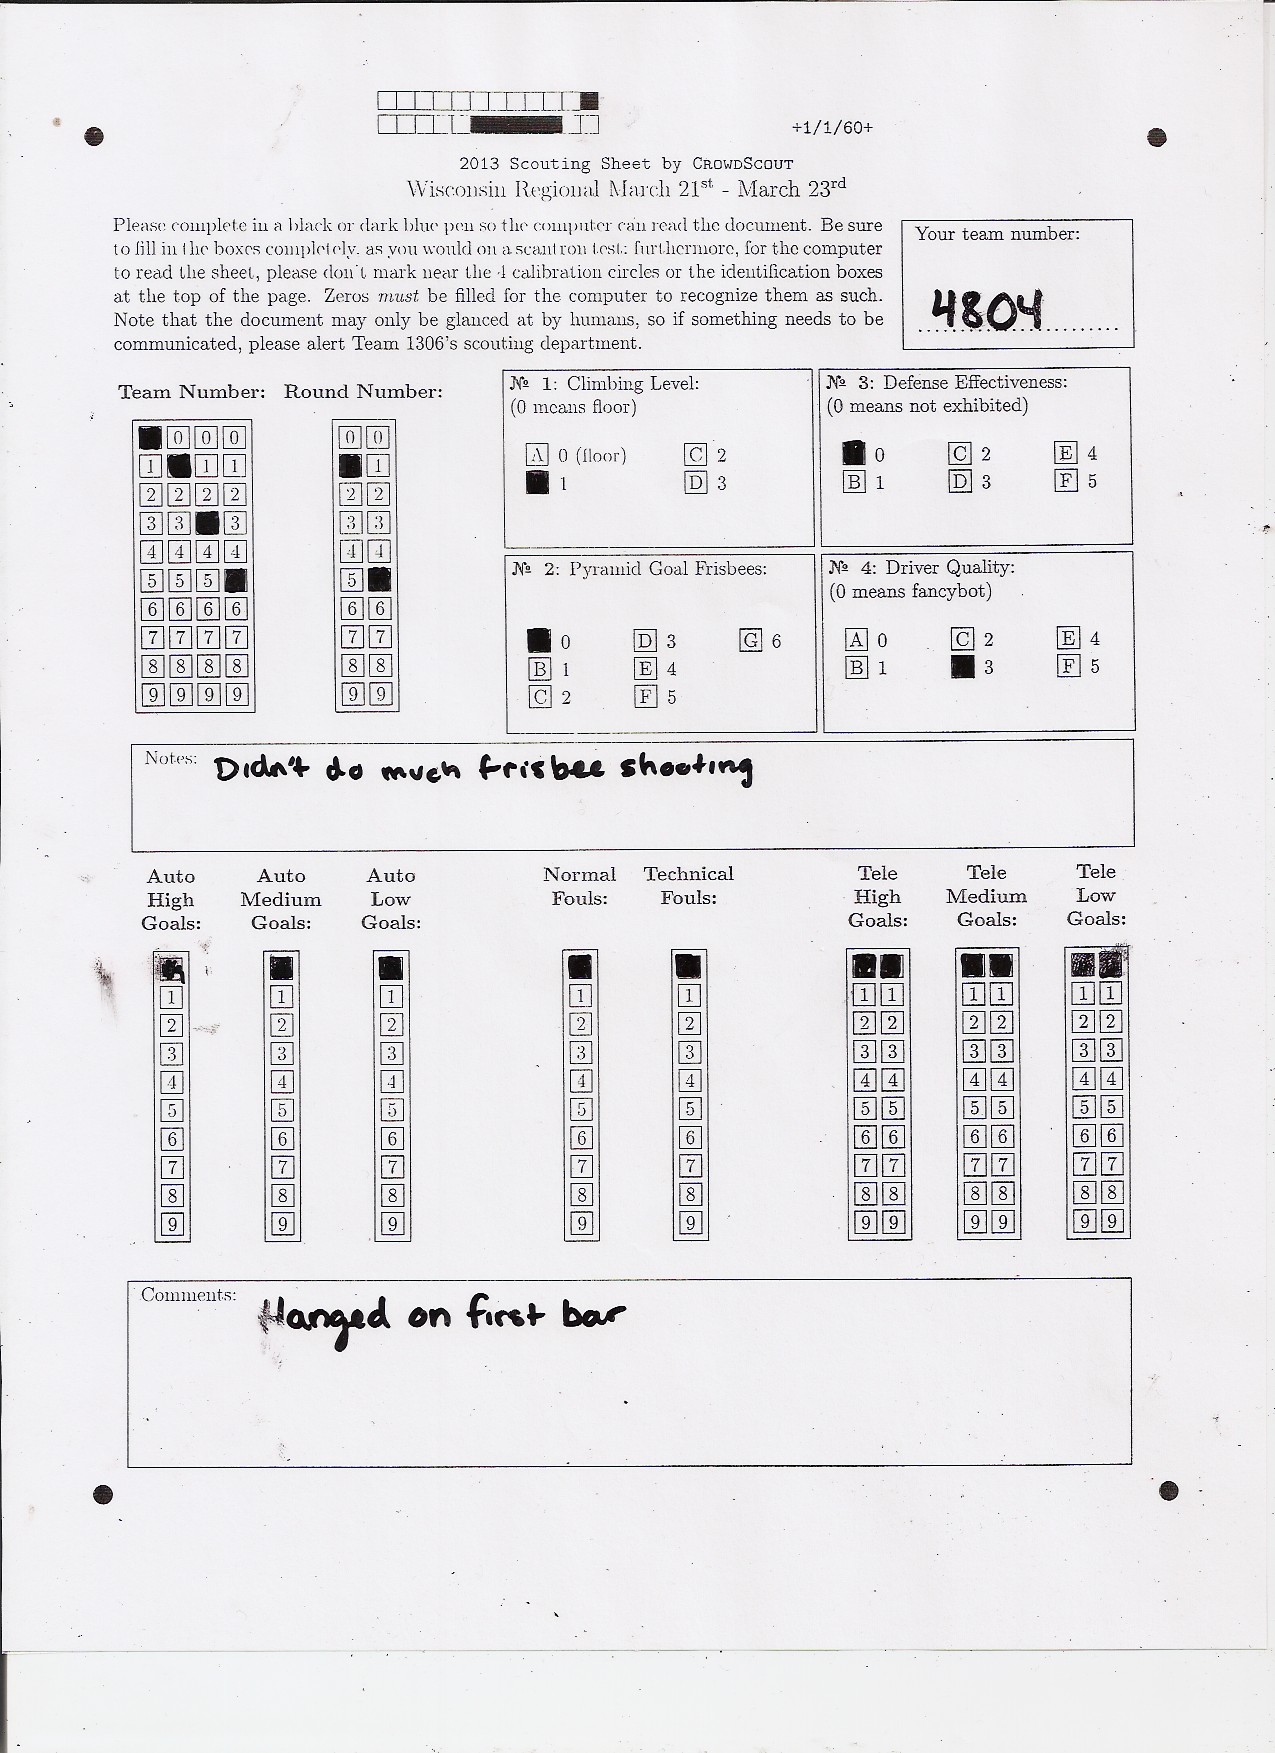 +1/1/60+
2013 Scouting Sheet by CrowdScout
Wisconsin Regional March 21st - March 23rd
Please complete in a black or dark blue pen so the computer can read the document. Be sure
to fill in the boxes completely, as you would on a scantron test; furthermore, for the computer
to read the sheet, please don't mark near the 4 calibration circles or the identification boxes
at the top of the page. Zeros must be filled for the computer to recognize them as such.
Note that the document may only be glanced at by humans, so if something needs to be
communicated, please alert Team 1306's scouting department.
Your team number:
4804
Team Number: Round Number:
0 0 0 0
1 1 1 1
2 2 2 2 2 2
3 3 3 3 3
4 4 4 4 4 4
5 5 5 5
6 6 6 6 6 6
7 7 7 7 7 7
8 8 8 8 8 8
9 9 9 9 9 9
№ 1: Climbing Level:
(0 means floor)
A 0 (floor) C 2
1 D 3
№ 3: Defense Effectiveness:
(0 means not exhibited)
0 C 2 E 4
B 1 D 3 F 5
№ 2: Pyramid Goal Frisbees:
0 D 3 G 6
B 1 E 4
C 2 F 5
№ 4: Driver Quality:
(0 means fancybot)
A 0 C 2 E 4
B 1 3 F 5
Notes: Didn't do much frisbee shooting
Auto High Goals:
Auto Medium Goals:
Auto Low Goals:
Normal Fouls:
Technical Fouls:
Tele High Goals:
Tele Medium Goals:
Tele Low Goals:
1 1 1 1 1 1 1 1 1 1 1
2 2 2 2 2 2 2 2 2 2 2
3 3 3 3 3 3 3 3 3 3 3
4 4 4 4 4 4 4 4 4 4 4
5 5 5 5 5 5 5 5 5 5 5
6 6 6 6 6 6 6 6 6 6 6
7 7 7 7 7 7 7 7 7 7 7
8 8 8 8 8 8 8 8 8 8 8
9 9 9 9 9 9 9 9 9 9 9
Comments: Hanged on first bar